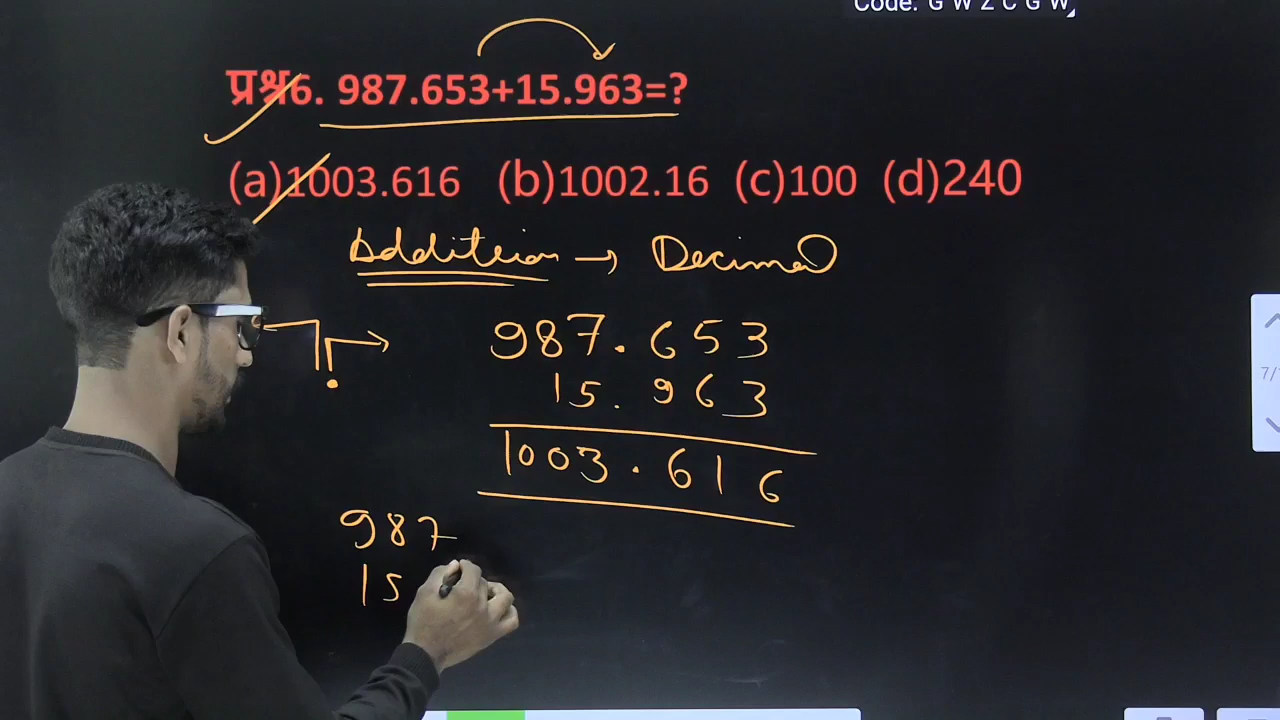 Code: G W Z C G W
प्रश्न6. 987.653+15.963=?
(a)1003.616 (b)1002.16 (c)100 (d)240
Addition → Decimal
987.653
15.963
1003.616
987
15
7/